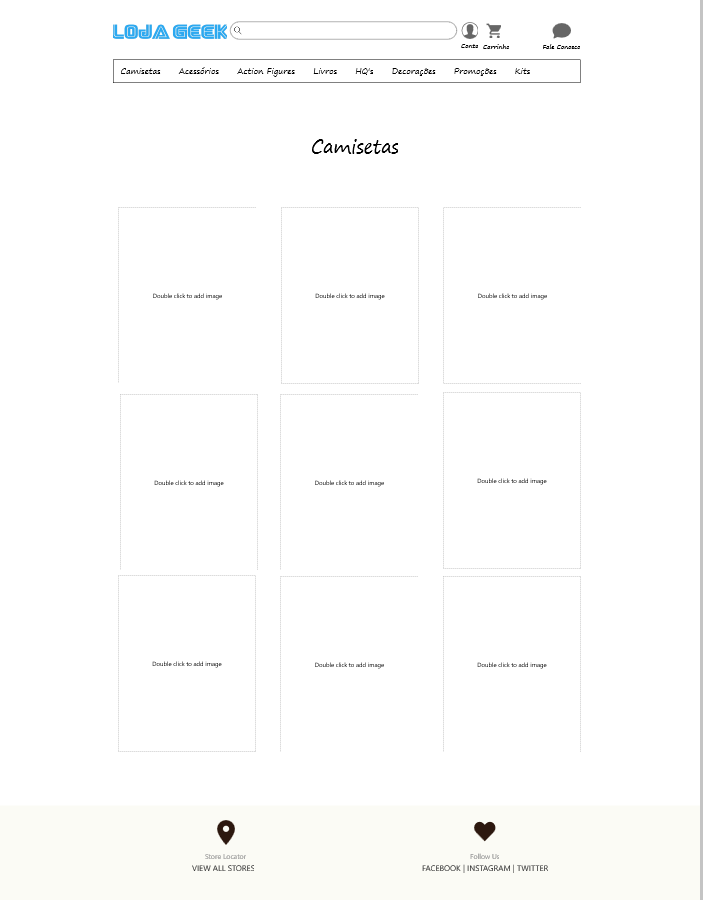 LOJA GEEK
Conta Carrinho Fale Conosco
Camisetas Acessórios Action Figures Livros HQ's Decorações Promoções Kits
Camisetas
Double click to add image Double click to add image Double click to add image
Double click to add image Double click to add image Double click to add image
Double click to add image Double click to add image Double click to add image
Store Locator Follow Us
VIEW ALL STORES FACEBOOK | INSTAGRAM | TWITTER